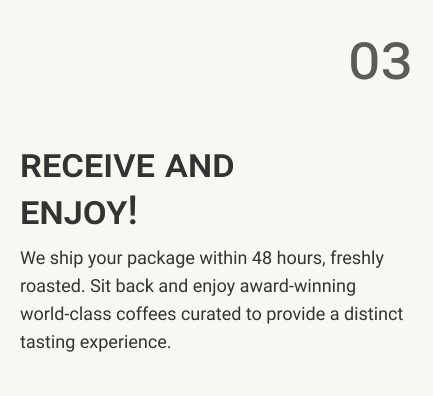 03
RECEIVE AND
ENJOY!
We ship your package within 48 hours, freshly
roasted. Sit back and enjoy award-winning
world-class coffees curated to provide a distinct
tasting experience.